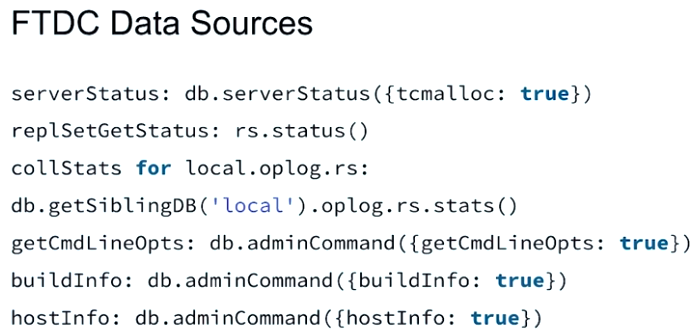 FTDC Data Sources
serverStatus: db.serverStatus({tcmalloc: true})
replSetGetStatus: rs.status()
collStats for local.oplog.rs:
db.getSiblingDB('local').oplog.rs.stats()
getCmdLineOpts: db.adminCommand({getCmdLineOpts: true})
buildInfo: db.adminCommand({buildInfo: true})
hostInfo: db.adminCommand({hostInfo: true})